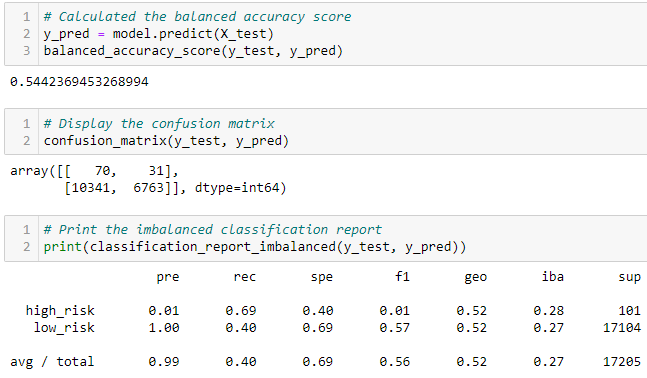 1 # Calculated the balanced accuracy score
2 y_pred = model.predict(X_test)
3 balanced_accuracy_score(y_test, y_pred)
0.5442369453268994
1 # Display the confusion matrix
2 confusion_matrix(y_test, y_pred)
array([[   70,    31],
       [10341,  6763]], dtype=int64)
1 # Print the imbalanced classification report
2 print(classification_report_imbalanced(y_test, y_pred))
pre rec spe f1 geo iba sup
high_risk 0.01 0.69 0.40 0.01 0.52 0.28 101
low_risk 1.00 0.40 0.69 0.57 0.52 0.27 17104
avg / total 0.99 0.40 0.69 0.56 0.52 0.27 17205